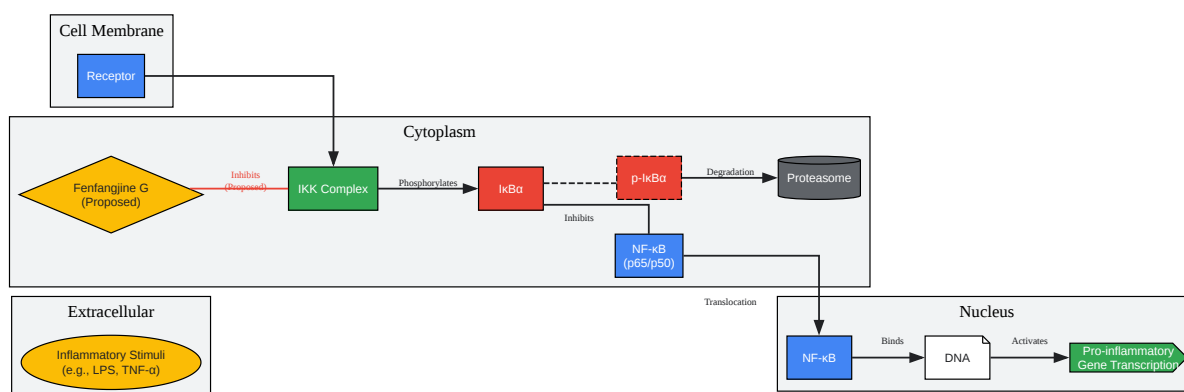 Cell Membrane
Receptor
Cytoplasm
Fenfangjine G
(Proposed)
Inhibits
(Proposed)
IKK Complex
Phosphorylates
IκBα
p-IκBα
Degradation
Proteasome
Inhibits
NF-κB
(p65/p50)
Translocation
Extracellular
Inflammatory Stimuli
(e.g., LPS, TNF-α)
Nucleus
NF-κB
Binds
DNA
Activates
Pro-inflammatory
Gene Transcription